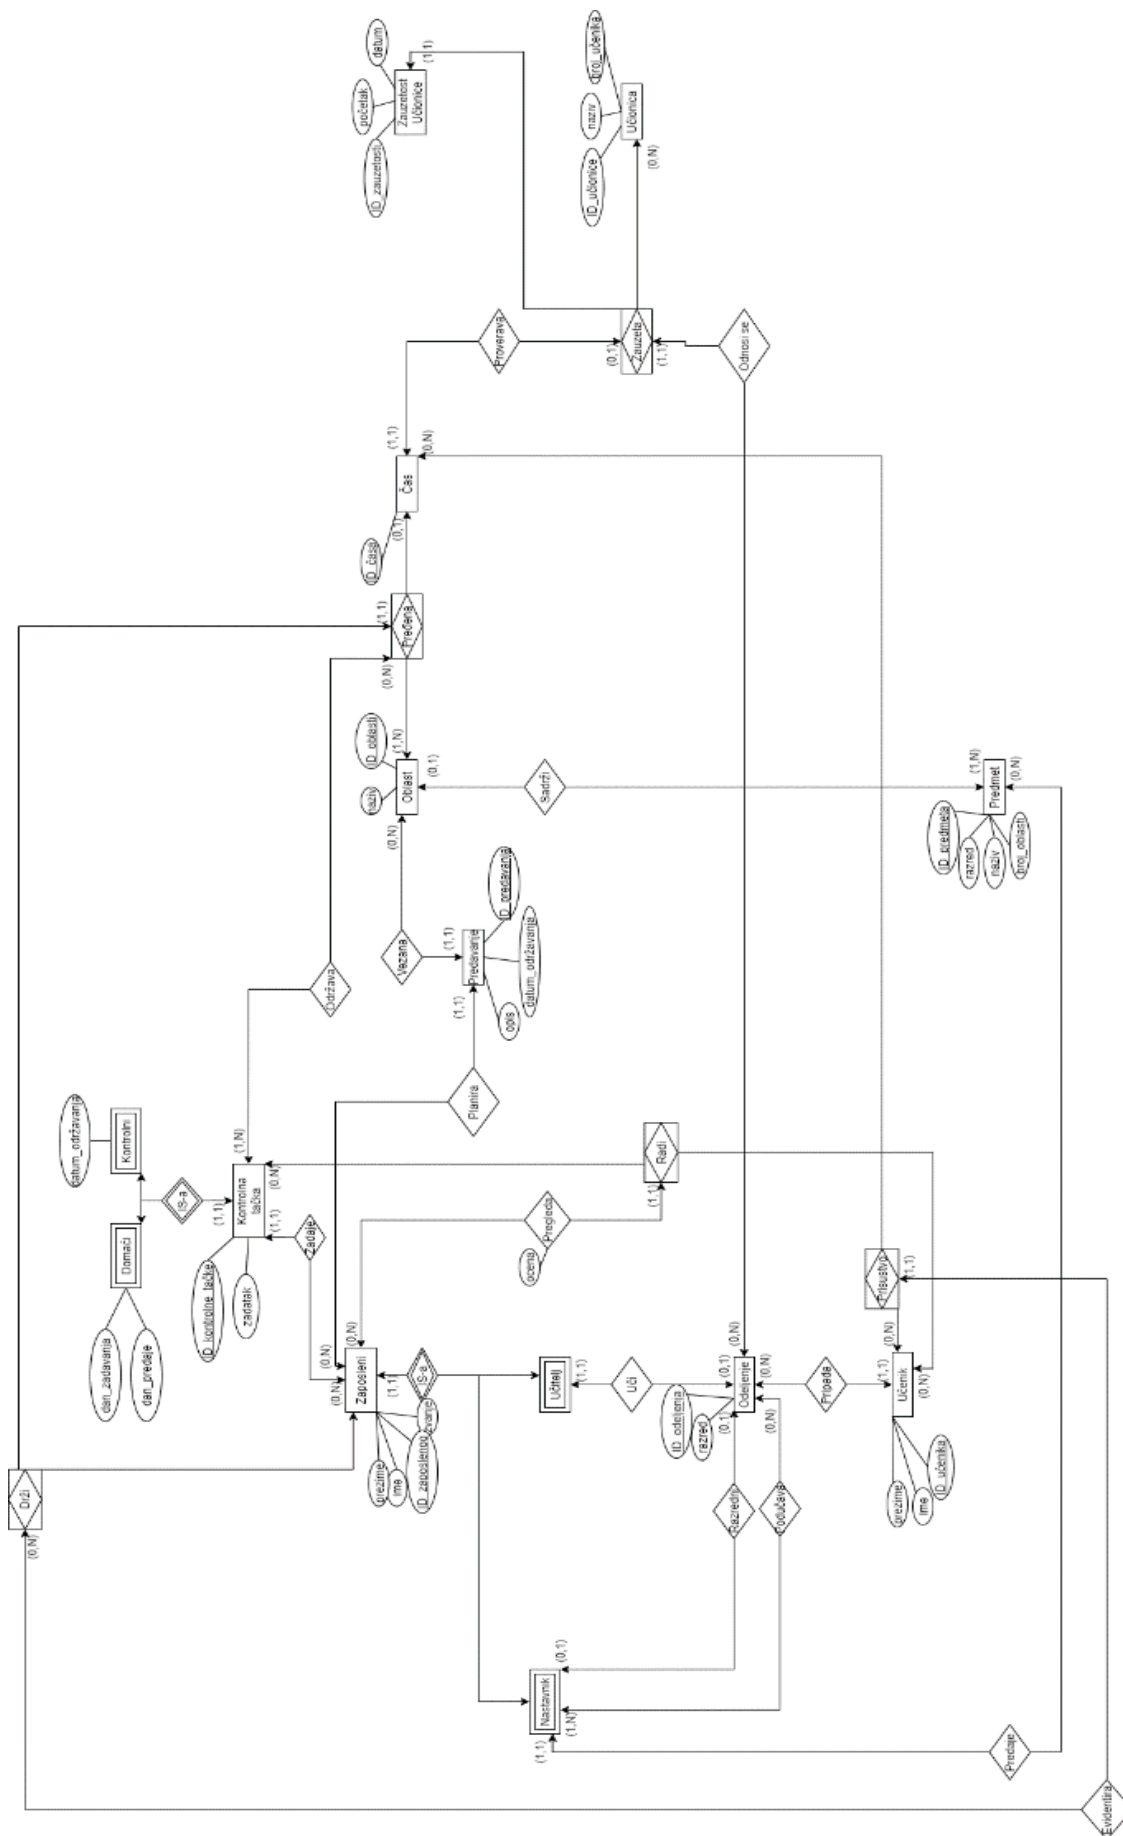 Drži
(0,N)
datum_održavanja
Kontrolni
Domaći
dan_zadavanja
dan_predaje
IS-a
(1,1)
Kontrolna
tačka
(1,N)
(0,N)
(1,1)
ID_kontrolne_tačke
zadatak
Zadaje
Održava
Zaposleni
(0,N)
(0,N)
(0,N)
(1,1)
prezime
ime
ID_zaposlenog
zvanje
IS-a
datum
početak
ID_zauzetosti
Zauzetost
Učionice
(1,1)
ID_časa
Čas
(1,1)
(0,N)
(0,1)
Pređena
(1,1)
(0,N)
ID_oblasti
naziv
Oblast
(1,N)
(0,1)
(0,N)
Vezana
Predavanje
(1,1)
(1,1)
ID_predavanja
datum_održavanja
opis
Planira
Proverava
Sadrži
ocena
Pregleda
Nastavnik
(0,1)
(1,N)
(1,1)
Učitelj
(1,1)
broj_učenika
naziv
ID_učionice
Učionica
(0,N)
Zauzeta
(0,1)
(1,1)
Uči
Radi
(1,1)
ID_odeljenja
razred
Odeljenje
(0,1)
(0,N)
(0,1)
(0,N)
(0,N)
Odnosi se
Razredni
Podučava
Pripada
Prisustvo
(1,1)
Učenik
(0,N)
(1,1)
(0,N)
prezime
ime
ID_učenika
Predmet
(1,N)
(0,N)
ID_predmeta
razred
naziv
broj_oblasti
Predaje
Evidentira